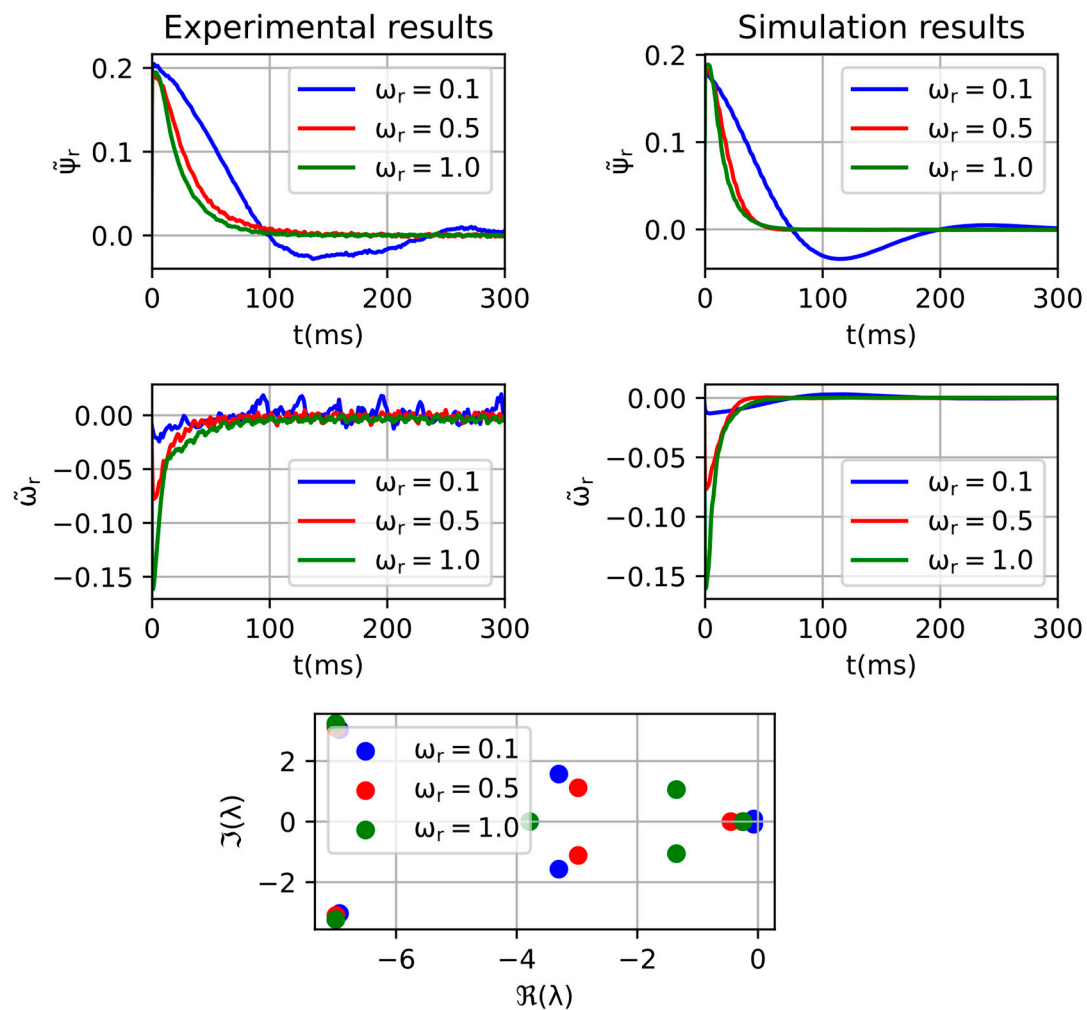 Experimental results
Simulation results
0.2
0.1
0.0
ψ̃r
ωr = 0.1
ωr = 0.5
ωr = 1.0
0 100 200 300
t(ms)
0.2
0.1
0.0
ψ̃r
ωr = 0.1
ωr = 0.5
ωr = 1.0
0 100 200 300
t(ms)
0.00
−0.05
−0.10
−0.15
ω̃r
ωr = 0.1
ωr = 0.5
ωr = 1.0
0 100 200 300
t(ms)
0.00
−0.05
−0.10
−0.15
ω̃r
ωr = 0.1
ωr = 0.5
ωr = 1.0
0 100 200 300
t(ms)
2
0
−2
ℑ(λ)
ωr = 0.1
ωr = 0.5
ωr = 1.0
−6 −4 −2 0
ℜ(λ)